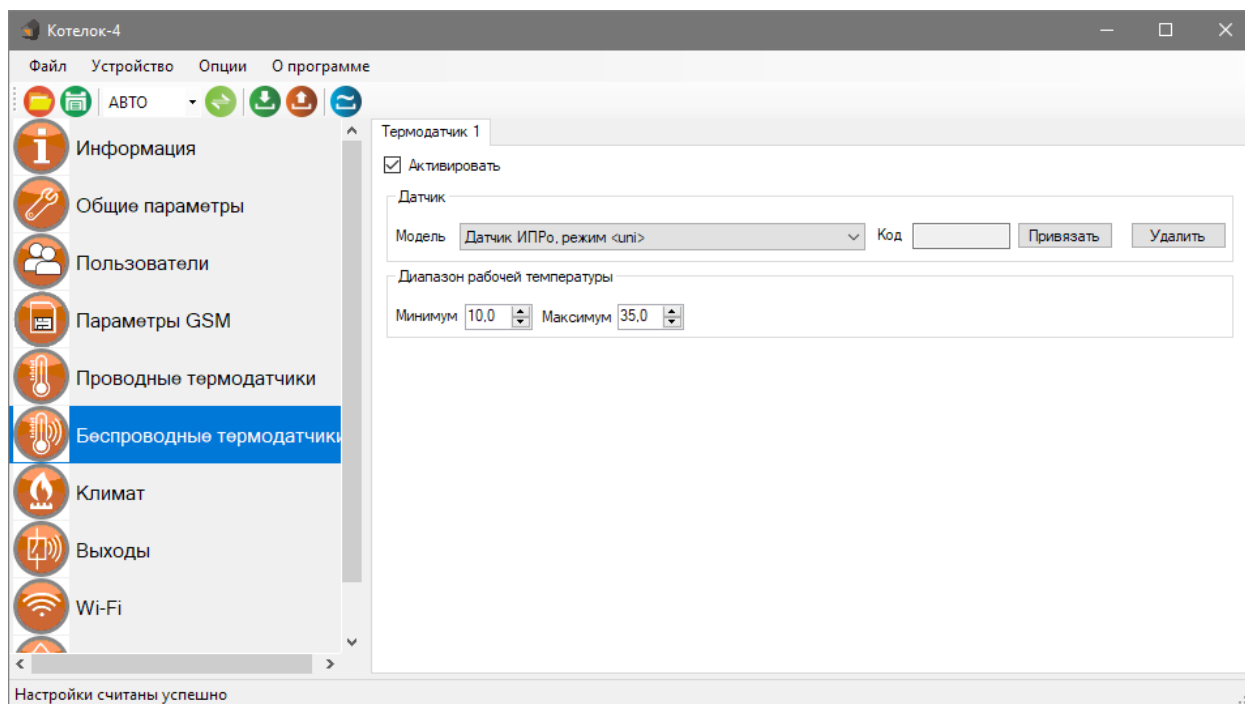 Котелок-4
Файл Устройство Опции О программе
АВТО
Информация
Общие параметры
Пользователи
Параметры GSM
Проводные термодатчики
Беспроводные термодатчики
Климат
Выходы
Wi-Fi
Термодатчик 1
Активировать
Датчик
Модель Датчик ИПРо, режим <uni> Код Привязать Удалить
Диапазон рабочей температуры
Минимум 10,0 Максимум 35,0
Настройки считаны успешно